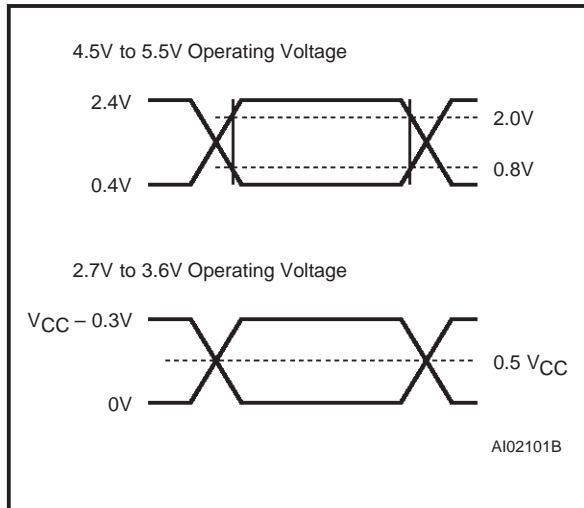 4.5V to 5.5V Operating Voltage
2.4V
2.0V
0.8V
0.4V
2.7V to 3.6V Operating Voltage
VCC – 0.3V
0.5 VCC
0V
AI02101B